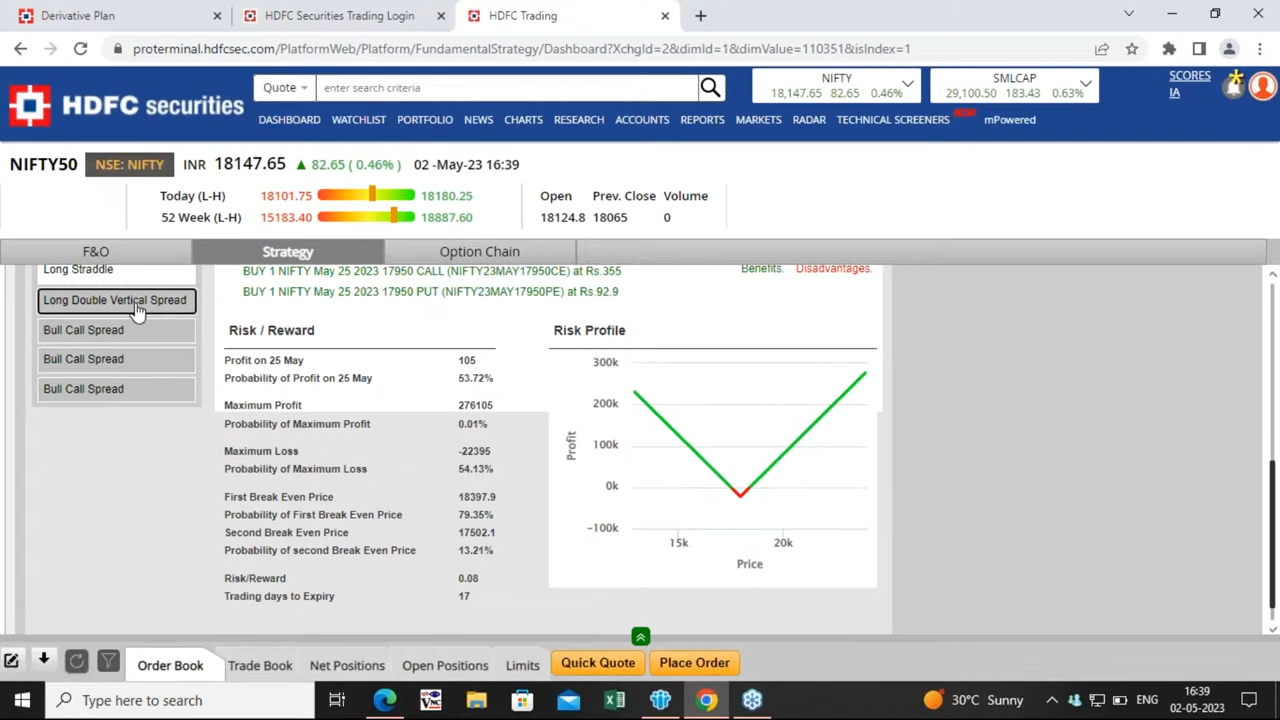 Derivative Plan
HDFC Securities Trading Login
HDFC Trading
proterminal.hdfcsec.com/PlatformWeb/Platform/FundamentalStrategy/Dashboard?XchgId=2&dimId=1&dimValue=110351&isIndex=1
HDFC securities
Quote
enter search criteria
NIFTY
18,147.65 82.65 0.46%
SMLCAP
29,100.50 183.43 0.63%
SCORES
IA
DASHBOARD WATCHLIST PORTFOLIO NEWS CHARTS RESEARCH ACCOUNTS REPORTS MARKETS RADAR TECHNICAL SCREENERS mPowered
NIFTY50 NSE: NIFTY INR 18147.65 ▲ 82.65 ( 0.46% ) 02 -May-23 16:39
Today (L-H) 18101.75 18180.25
52 Week (L-H) 15183.40 18887.60
Open Prev. Close Volume
18124.8 18065 0
F&O Strategy Option Chain
Long Straddle
Long Double Vertical Spread
Bull Call Spread
Bull Call Spread
Bull Call Spread
BUY 1 NIFTY May 25 2023 17950 CALL (NIFTY23MAY17950CE) at Rs.355
BUY 1 NIFTY May 25 2023 17950 PUT (NIFTY23MAY17950PE) at Rs.92.9
Benefits. Disadvantages.
Risk / Reward
Profit on 25 May 105
Probability of Profit on 25 May 53.72%
Maximum Profit 276105
Probability of Maximum Profit 0.01%
Maximum Loss -22395
Probability of Maximum Loss 54.13%
First Break Even Price 18397.9
Probability of First Break Even Price 79.35%
Second Break Even Price 17502.1
Probability of second Break Even Price 13.21%
Risk/Reward 0.08
Trading days to Expiry 17
Risk Profile
300k
200k
100k
0k
-100k
Profit
15k 20k
Price
Order Book Trade Book Net Positions Open Positions Limits Quick Quote Place Order
Type here to search
30°C Sunny
ENG
16:39
02-05-2023